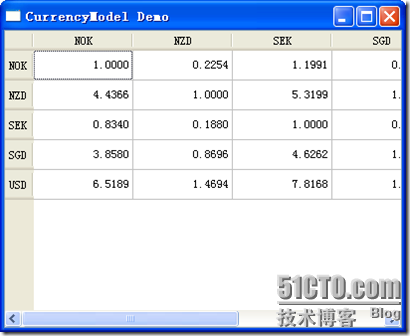 CurrencyModel Demo
NOK NZD SEK SGD
NOK 1.0000 0.2254 1.1991 0.
NZD 4.4366 1.0000 5.3199 1.
SEK 0.8340 0.1880 1.0000 0.
SGD 3.8580 0.8696 4.6262 1.
USD 6.5189 1.4694 7.8168 1.
51CTO.com
技术博客 Blog